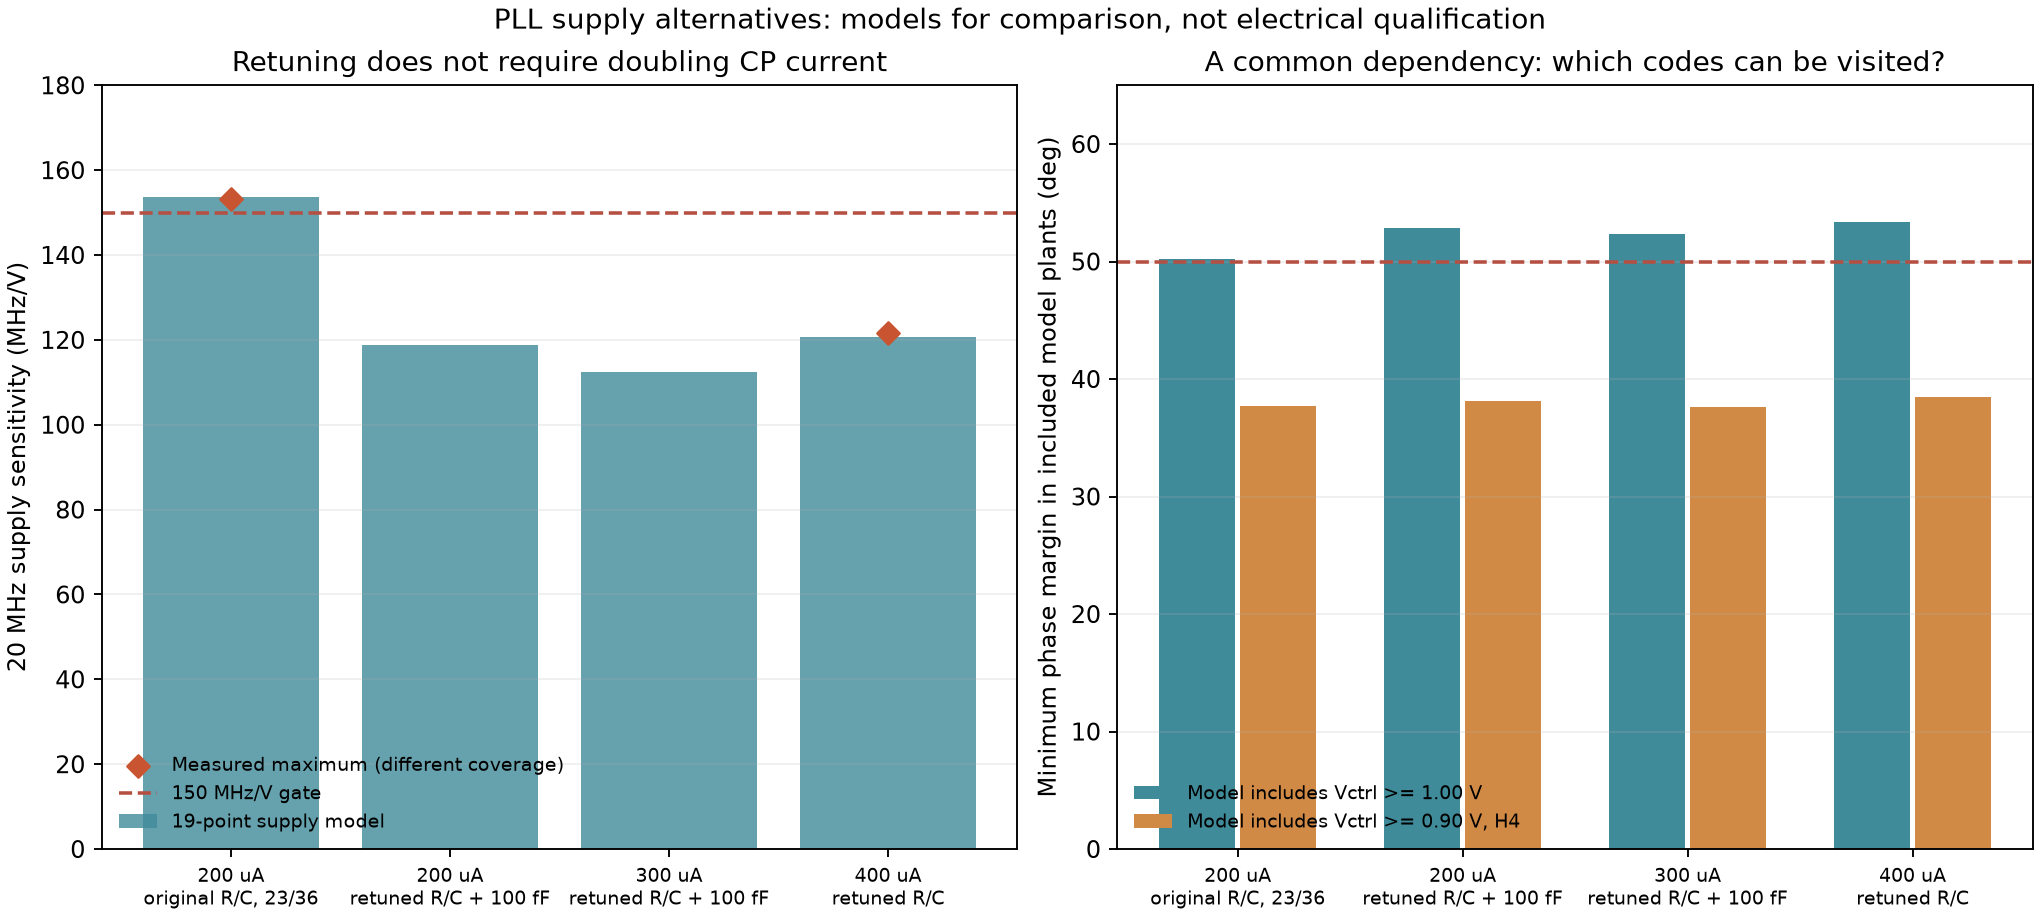 PLL supply alternatives: models for comparison, not electrical qualification
Retuning does not require doubling CP current
20 MHz supply sensitivity (MHz/V)
180
160
140
120
100
80
60
40
20
0
Measured maximum (different coverage)
150 MHz/V gate
19-point supply model
200 uA
original R/C, 23/36
200 uA
retuned R/C + 100 fF
300 uA
retuned R/C + 100 fF
400 uA
retuned R/C
A common dependency: which codes can be visited?
Minimum phase margin in included model plants (deg)
60
50
40
30
20
10
0
Model includes Vctrl >= 1.00 V
Model includes Vctrl >= 0.90 V, H4
200 uA
original R/C, 23/36
200 uA
retuned R/C + 100 fF
300 uA
retuned R/C + 100 fF
400 uA
retuned R/C